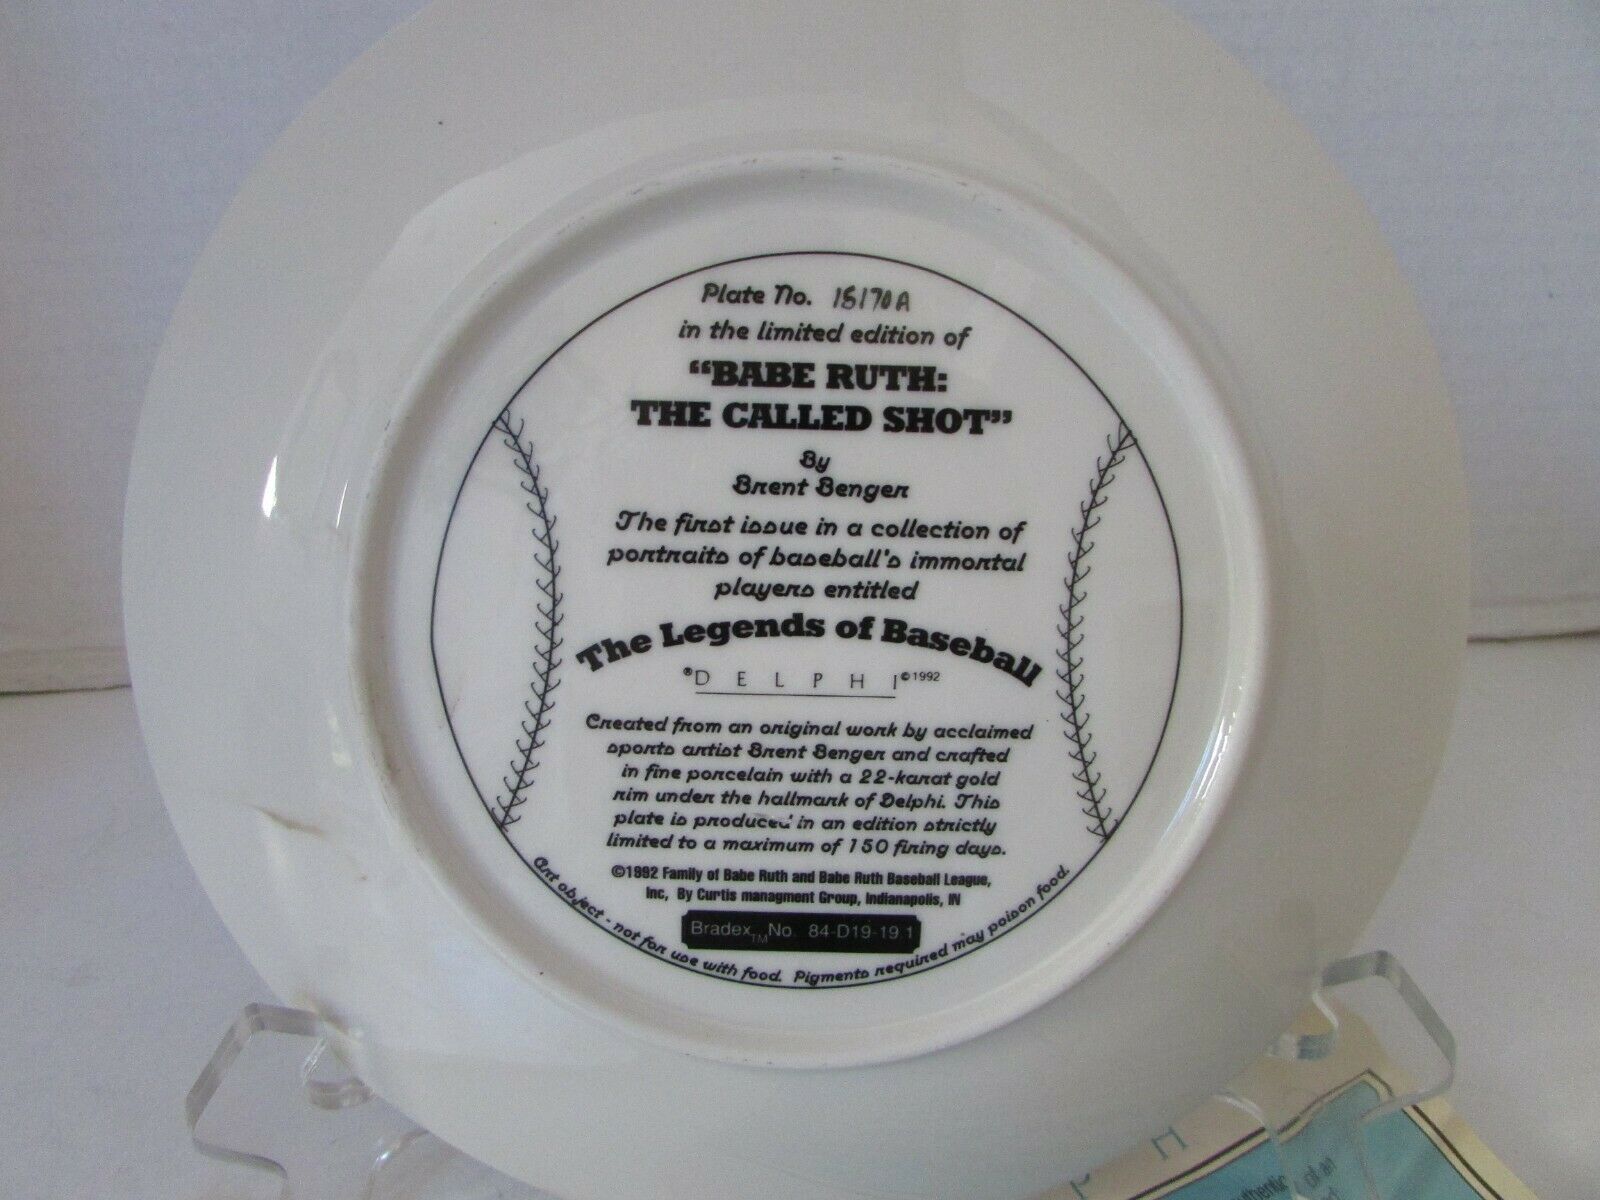 Plate No. 18170A
in the limited edition of
"BABE RUTH:
THE CALLED SHOT"
By
Brent Benger
The first issue in a collection of
portraits of baseball's immortal
players entitled
The Legends of Baseball
®DELPHI©1992
Created from an original work by acclaimed
sports artist Brent Benger and crafted
in fine porcelain with a 22-karat gold
rim under the hallmark of Delphi. This
plate is produced in an edition strictly
limited to a maximum of 150 firing days.
©1992 Family of Babe Ruth and Babe Ruth Baseball League,
Inc, By Curtis managment Group, Indianapolis, IN
Bradex™ No. 84-D19-19.1
Art object - not for use with food. Pigments required may poison food.
of an